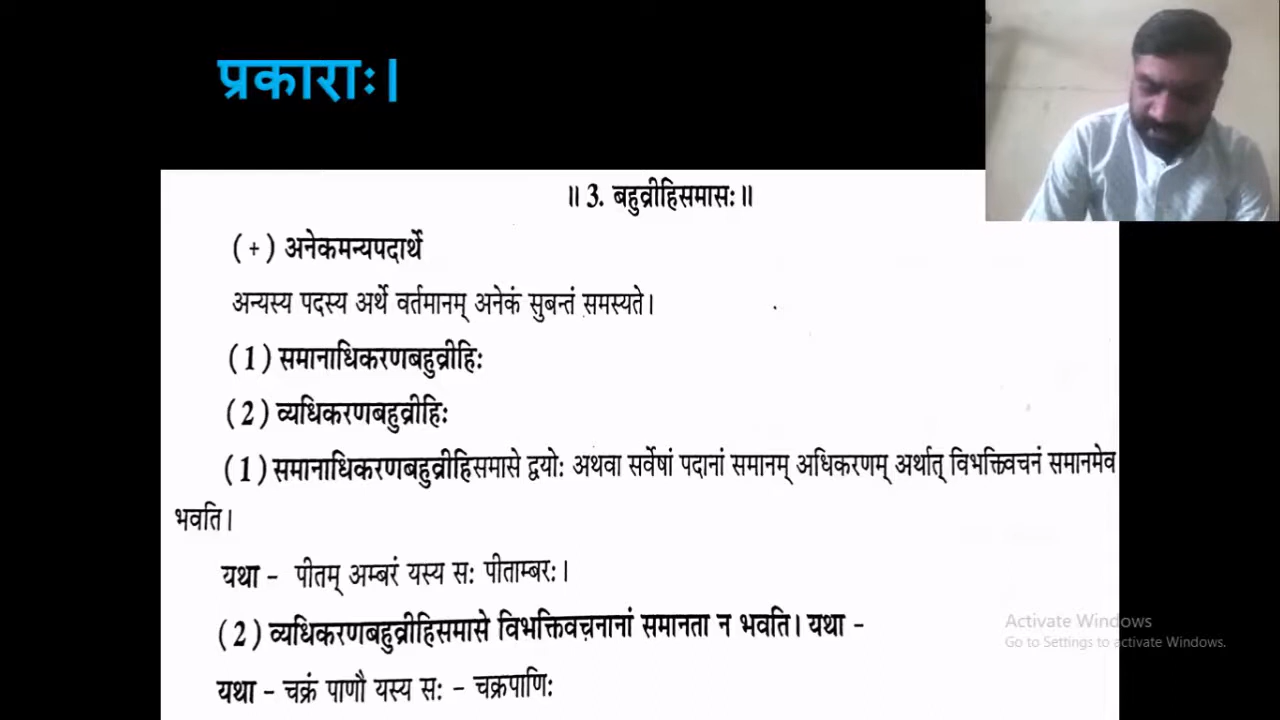 प्रकाराः।
॥ 3. बहुव्रीहिसमासः॥
(+) अनेकमन्यपदार्थे
अन्यस्य पदस्य अर्थे वर्तमानम् अनेकं सुबन्तं समस्यते।
(1) समानाधिकरणबहुव्रीहिः
(2) व्यधिकरणबहुव्रीहिः
(1) समानाधिकरणबहुव्रीहिसमासे द्वयोः अथवा सर्वेषां पदानां समानम् अधिकरणम् अर्थात् विभक्तिवचनं समानमेव
भवति।
यथा - पीतम् अम्बरं यस्य सः पीताम्बरः।
(2) व्यधिकरणबहुव्रीहिसमासे विभक्तिवचनानां समानता न भवति। यथा -
यथा - चक्रं पाणौ यस्य सः - चक्रपाणिः
Activate Windows
Go to Settings to activate Windows.